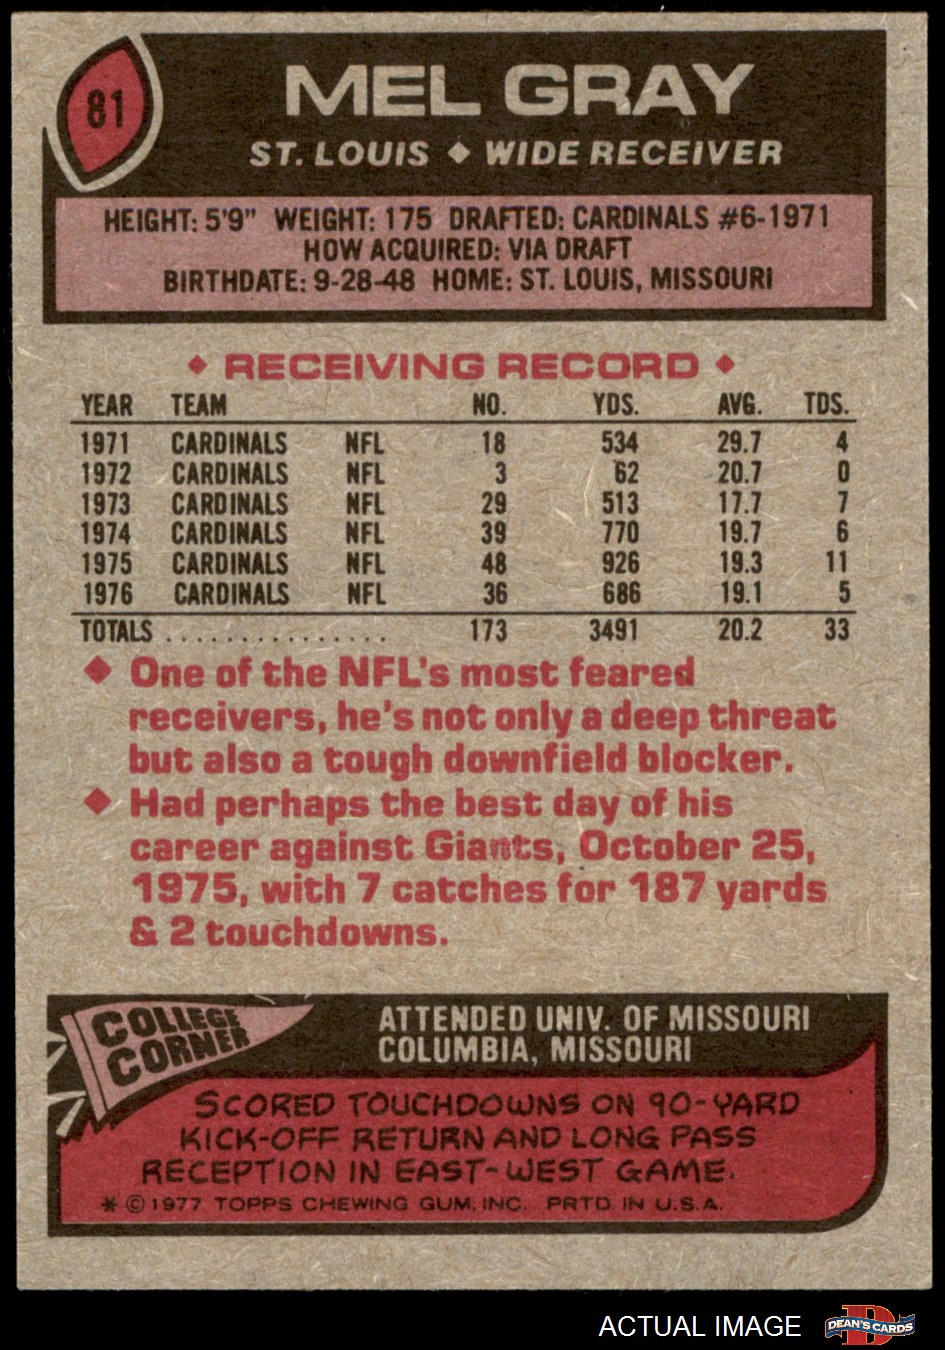 81
MEL GRAY
ST. LOUIS ◆ WIDE RECEIVER
HEIGHT: 5'9" WEIGHT: 175 DRAFTED: CARDINALS #6-1971
HOW ACQUIRED: VIA DRAFT
BIRTHDATE: 9-28-48 HOME: ST. LOUIS, MISSOURI
◆ RECEIVING RECORD ◆
YEAR TEAM NO. YDS. AVG. TDS.
1971 CARDINALS NFL 18 534 29.7 4
1972 CARDINALS NFL 3 62 20.7 0
1973 CARDINALS NFL 29 513 17.7 7
1974 CARDINALS NFL 39 770 19.7 6
1975 CARDINALS NFL 48 926 19.3 11
1976 CARDINALS NFL 36 686 19.1 5
TOTALS ................ 173 3491 20.2 33
◆ One of the NFL's most feared
receivers, he's not only a deep threat
but also a tough downfield blocker.
◆ Had perhaps the best day of his
career against Giants, October 25,
1975, with 7 catches for 187 yards
& 2 touchdowns.
COLLEGE
CORNER
ATTENDED UNIV. OF MISSOURI
COLUMBIA, MISSOURI
SCORED TOUCHDOWNS ON 90-YARD
KICK-OFF RETURN AND LONG PASS
RECEPTION IN EAST-WEST GAME.
* © 1977 TOPPS CHEWING GUM, INC. PRTD. IN U.S.A.
ACTUAL IMAGE
D
DEAN'S CARDS